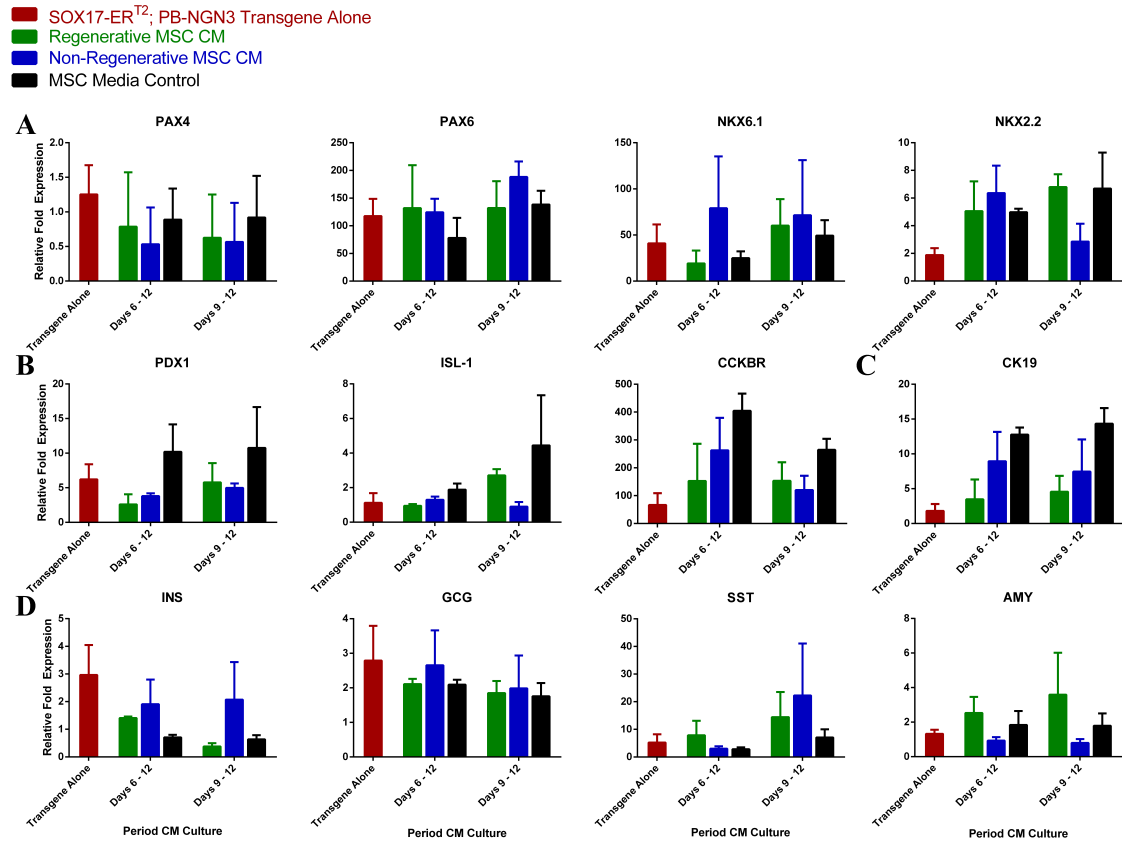 SOX17-ERT2; PB-NGN3 Transgene Alone
Regenerative MSC CM
Non-Regenerative MSC CM
MSC Media Control
A
PAX4
PAX6
NKX6.1
NKX2.2
Relative Fold Expression
2.0
1.5
1.0
0.5
0.0
250
200
150
100
50
0
150
100
50
0
10
8
6
4
2
0
Transgene Alone
Days 6 - 12
Days 9 - 12
Transgene Alone
Days 6 - 12
Days 9 - 12
Transgene Alone
Days 6 - 12
Days 9 - 12
Transgene Alone
Days 6 - 12
Days 9 - 12
B
PDX1
ISL-1
CCKBR
C
CK19
Relative Fold Expression
20
15
10
5
0
8
6
4
2
0
500
400
300
200
100
0
20
15
10
5
0
Transgene Alone
Days 6 - 12
Days 9 - 12
Transgene Alone
Days 6 - 12
Days 9 - 12
Transgene Alone
Days 6 - 12
Days 9 - 12
Transgene Alone
Days 6 - 12
Days 9 - 12
D
INS
GCG
SST
AMY
Relative Fold Expression
5
4
3
2
1
0
4
3
2
1
0
50
40
30
20
10
0
8
6
4
2
0
Transgene Alone
Days 6 - 12
Days 9 - 12
Transgene Alone
Days 6 - 12
Days 9 - 12
Transgene Alone
Days 6 - 12
Days 9 - 12
Transgene Alone
Days 6 - 12
Days 9 - 12
Period CM Culture
Period CM Culture
Period CM Culture
Period CM Culture